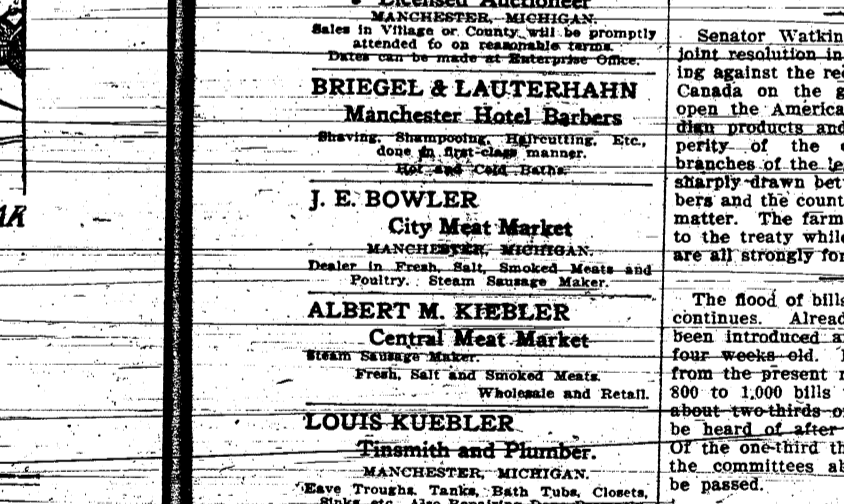 Licensed Auctioneer
MANCHESTER, MICHIGAN.
Sales in Village or County will be promptly
attended to on reasonable terms.
Dates can be made at Enterprise Office.
BRIEGEL & LAUTERHAHN
Manchester Hotel Barbers
Shaving, Shampooing, Haircutting, Etc.,
done in first-class manner.
Hot and Cold Baths.
J. E. BOWLER
City Meat Market
MANCHESTER, MICHIGAN.
Dealer in Fresh, Salt, Smoked Meats and
Poultry. Steam Sausage Maker.
ALBERT M. KIEBLER
Central Meat Market
Steam Sausage Maker.
Fresh, Salt and Smoked Meats.
Wholesale and Retail.
LOUIS KUEBLER
Tinsmith and Plumber.
MANCHESTER, MICHIGAN.
Eave Troughs, Tanks, Bath Tubs, Closets,
Sinks, etc. Also Repairing
Senator Watkin
joint resolution in
ing against the re
Canada on the g
open the America
dian products and
perity of the
branches of the le
sharply drawn bet
bers and the count
matter. The farm
to the treaty while
are all strongly for
The flood of bills
continues. Alread
been introduced a
four weeks old.
from the present r
800 to 1,000 bills
about two-thirds o
be heard of after
Of the one-third th
the committees ab
be passed.